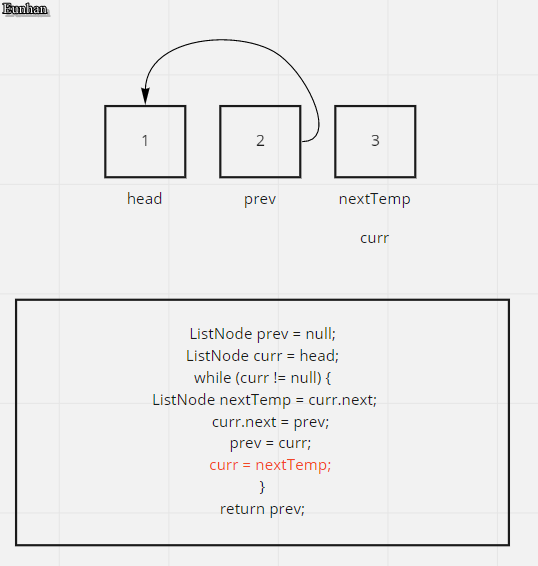 Eunhan
1 2 3
head prev nextTemp
curr
ListNode prev = null;
ListNode curr = head;
while (curr != null) {
ListNode nextTemp = curr.next;
curr.next = prev;
prev = curr;
curr = nextTemp;
}
return prev;